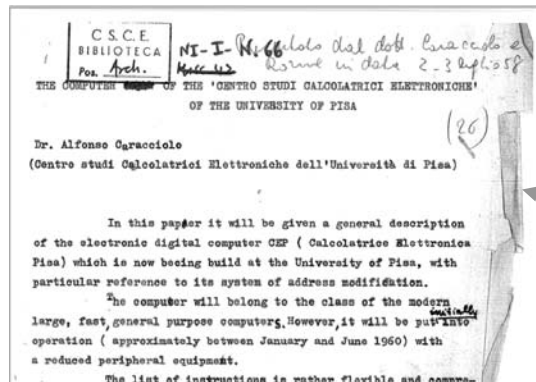 C.S.C.E.
BIBLIOTECA
Pos. Arch.
NI-I-N. 66
dal dott. Caracciolo a
in data 2-3 luglio 58
THE COMPUTER OF THE 'CENTRO STUDI CALCOLATRICI ELETTRONICHE'
OF THE UNIVERSITY OF PISA
(26)
Dr. Alfonso Caracciolo
(Centro studi Calcolatrici Elettroniche dell'Università di Pisa)
In this papper it will be given a general description
of the electronic digital computer CEP ( Calcolatrice Elettronica
Pisa) which is now beeing build at the University of Pisa, with
particular reference to its system of address modification.
The computer will belong to the class of the modern
large, fast, general purpose computers. However, it will be put initially into
operation ( approximately between January and June 1960) with
a reduced peripheral equipment.
The list of instructions is rather flexible and compre-